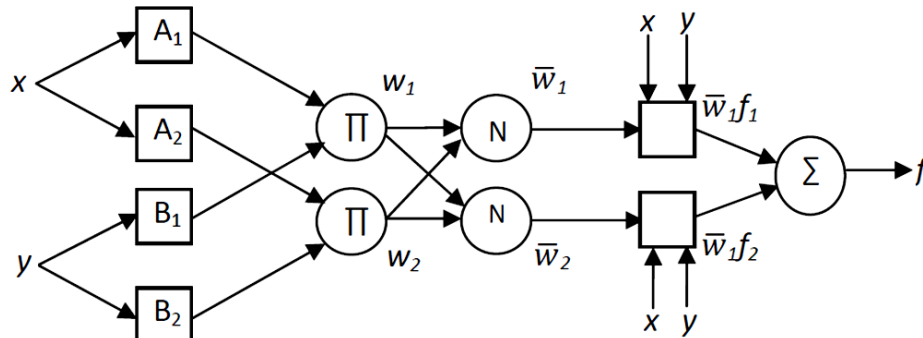 x
A₁
A₂
y
B₁
B₂
∏
∏
w₁
w₂
N
N
w̅₁
w̅₂
x y
w̅₁f₁
w̅₁f₂
x y
Σ
f